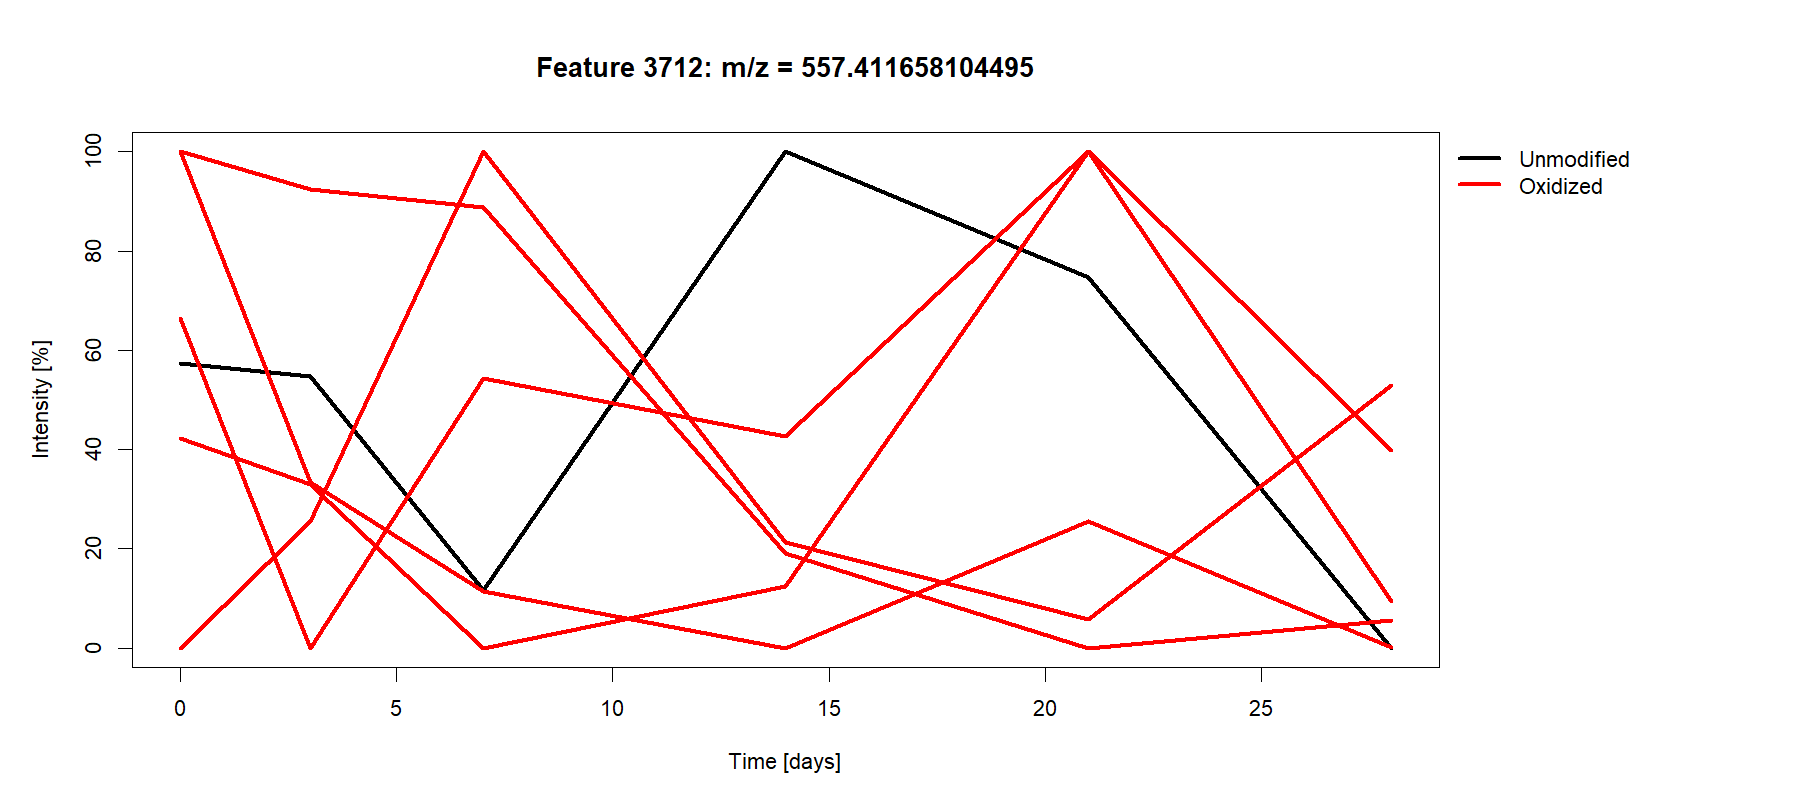 Feature 3712: m/z = 557.411658104495
Unmodified
Oxidized
Intensity [%]
100
80
60
40
20
0
0 5 10 15 20 25
Time [days]